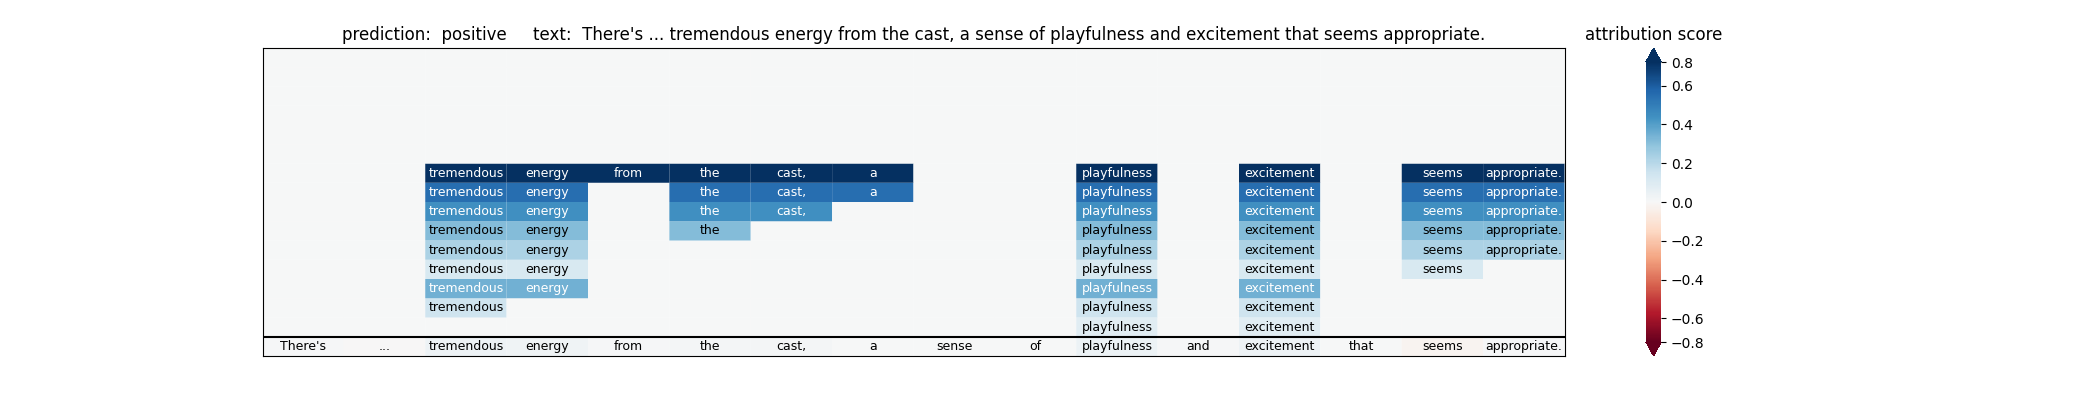 prediction: positive text: There's ... tremendous energy from the cast, a sense of playfulness and excitement that seems appropriate.
attribution score
tremendous energy from the cast, a playfulness excitement seems appropriate.
tremendous energy the cast, a playfulness excitement seems appropriate.
tremendous energy the cast, playfulness excitement seems appropriate.
tremendous energy the playfulness excitement seems appropriate.
tremendous energy playfulness excitement seems appropriate.
tremendous energy playfulness excitement seems
tremendous energy playfulness excitement
tremendous playfulness excitement
playfulness excitement
There's ... tremendous energy from the cast, a sense of playfulness and excitement that seems appropriate.
0.8
0.6
0.4
0.2
0.0
−0.2
−0.4
−0.6
−0.8